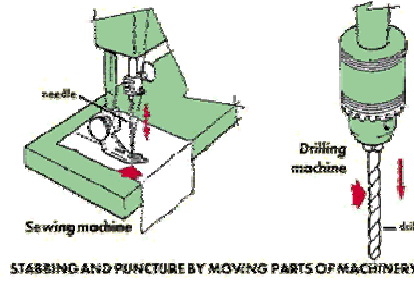 needle
Drilling
machine
Sewing machine
STABBING AND PUNCTURE BY MOVING PARTS OF MACHINERY